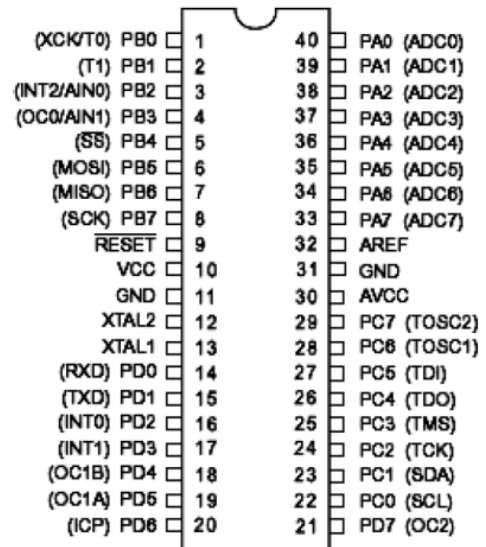 (XCK/T0) PB0 1 40 PA0 (ADC0)
(T1) PB1 2 39 PA1 (ADC1)
(INT2/AIN0) PB2 3 38 PA2 (ADC2)
(OC0/AIN1) PB3 4 37 PA3 (ADC3)
(SS) PB4 5 36 PA4 (ADC4)
(MOSI) PB5 6 35 PA5 (ADC5)
(MISO) PB6 7 34 PA6 (ADC6)
(SCK) PB7 8 33 PA7 (ADC7)
RESET 9 32 AREF
VCC 10 31 GND
GND 11 30 AVCC
XTAL2 12 29 PC7 (TOSC2)
XTAL1 13 28 PC6 (TOSC1)
(RXD) PD0 14 27 PC5 (TDI)
(TXD) PD1 15 26 PC4 (TDO)
(INT0) PD2 16 25 PC3 (TMS)
(INT1) PD3 17 24 PC2 (TCK)
(OC1B) PD4 18 23 PC1 (SDA)
(OC1A) PD5 19 22 PC0 (SCL)
(ICP) PD6 20 21 PD7 (OC2)